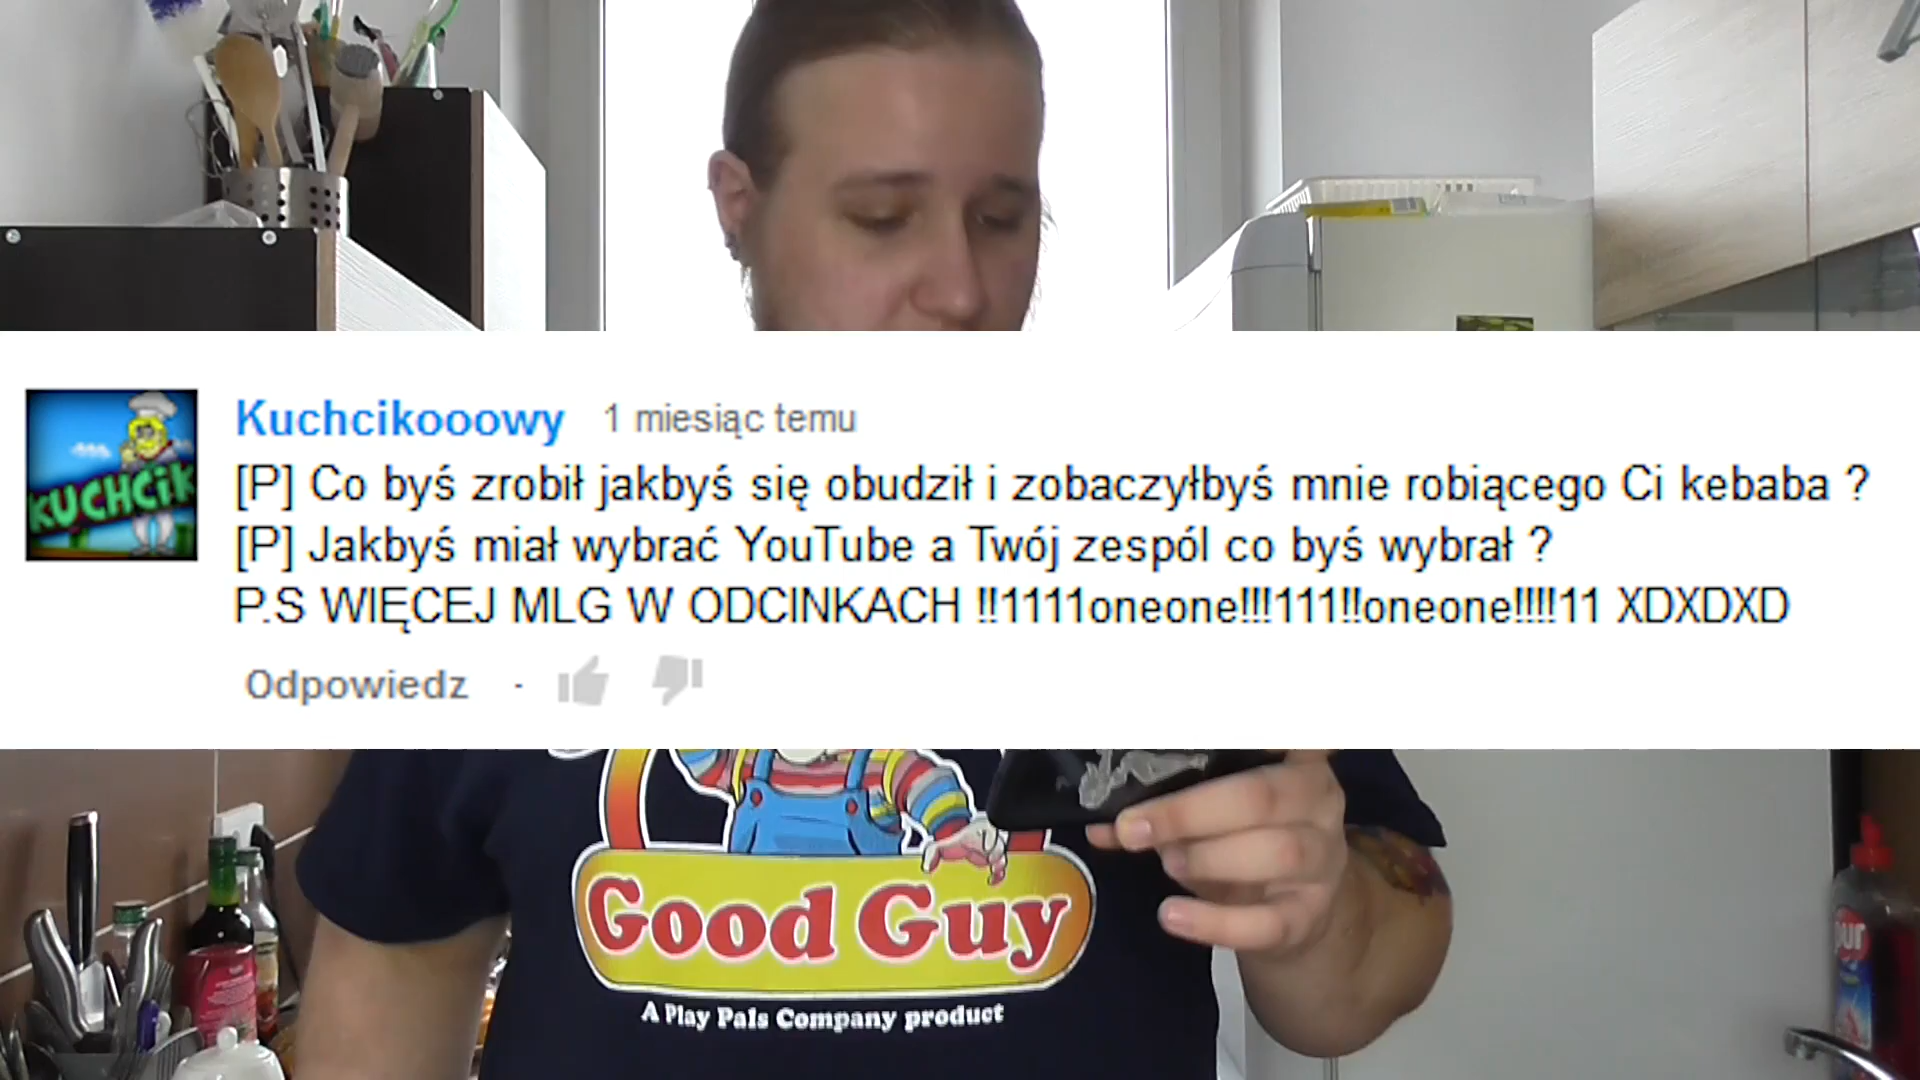 Kuchcikooowy 1 miesiąc temu
KUCHCiK
[P] Co byś zrobił jakbyś się obudził i zobaczyłbyś mnie robiącego Ci kebaba ?
[P] Jakbyś miał wybrać YouTube a Twój zespól co byś wybrał ?
P.S WIĘCEJ MLG W ODCINKACH !!1111oneone!!!111!!oneone!!!!11 XDXDXD
Odpowiedz ·
Good Guy
A Play Pals Company product
pur